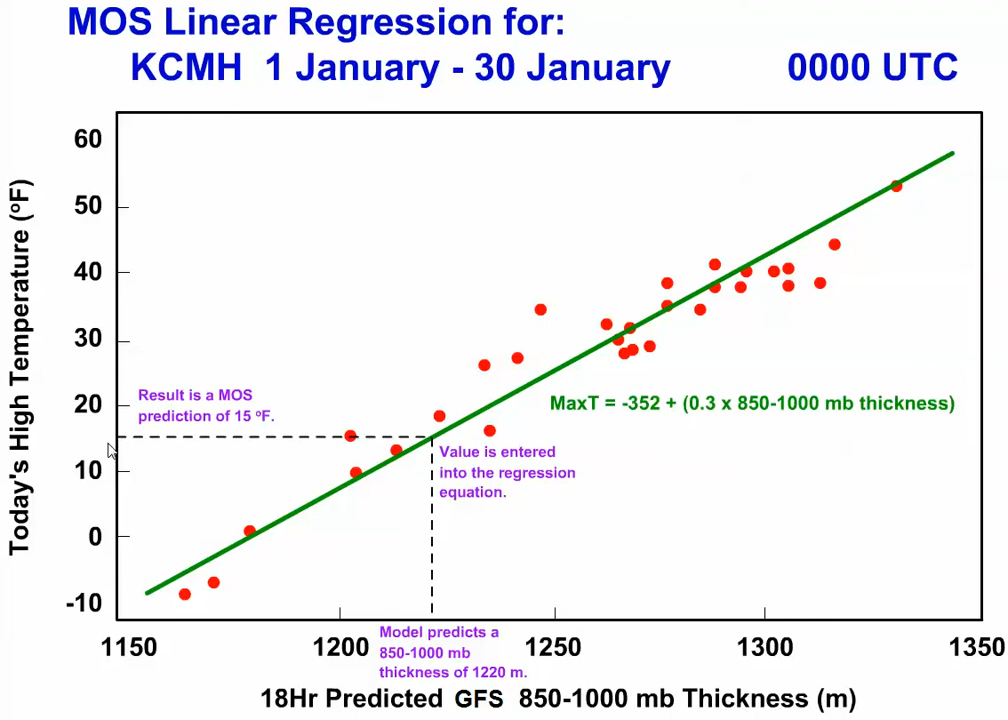 MOS Linear Regression for:
KCMH 1 January - 30 January 0000 UTC
60
50
40
30
20
10
0
-10
Today's High Temperature (ºF)
Result is a MOS
prediction of 15 ºF.
MaxT = -352 + (0.3 x 850-1000 mb thickness)
Value is entered
into the regression
equation.
Model predicts a
850-1000 mb
thickness of 1220 m.
1150 1200 1250 1300 1350
18Hr Predicted GFS 850-1000 mb Thickness (m)